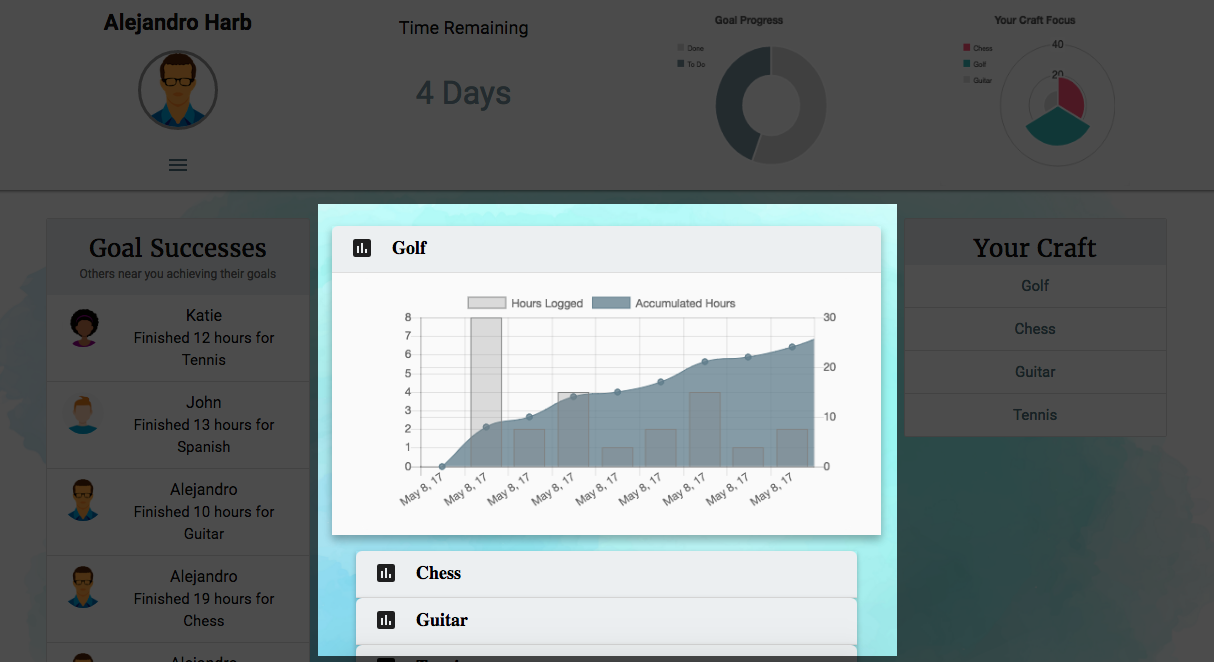 Alejandro Harb
Time Remaining
4 Days
Goal Progress
Done
To Do
Your Craft Focus
Chess
Golf
Guitar
40
20
Goal Successes
Others near you achieving their goals
Katie
Finished 12 hours for
Tennis
John
Finished 13 hours for
Spanish
Alejandro
Finished 10 hours for
Guitar
Alejandro
Finished 19 hours for
Chess
Alejandro
Golf
Hours Logged
Accumulated Hours
8
7
6
5
4
3
2
1
0
30
20
10
0
May 8, 17
May 8, 17
May 8, 17
May 8, 17
May 8, 17
May 8, 17
May 8, 17
May 8, 17
May 8, 17
Chess
Guitar
Your Craft
Golf
Chess
Guitar
Tennis